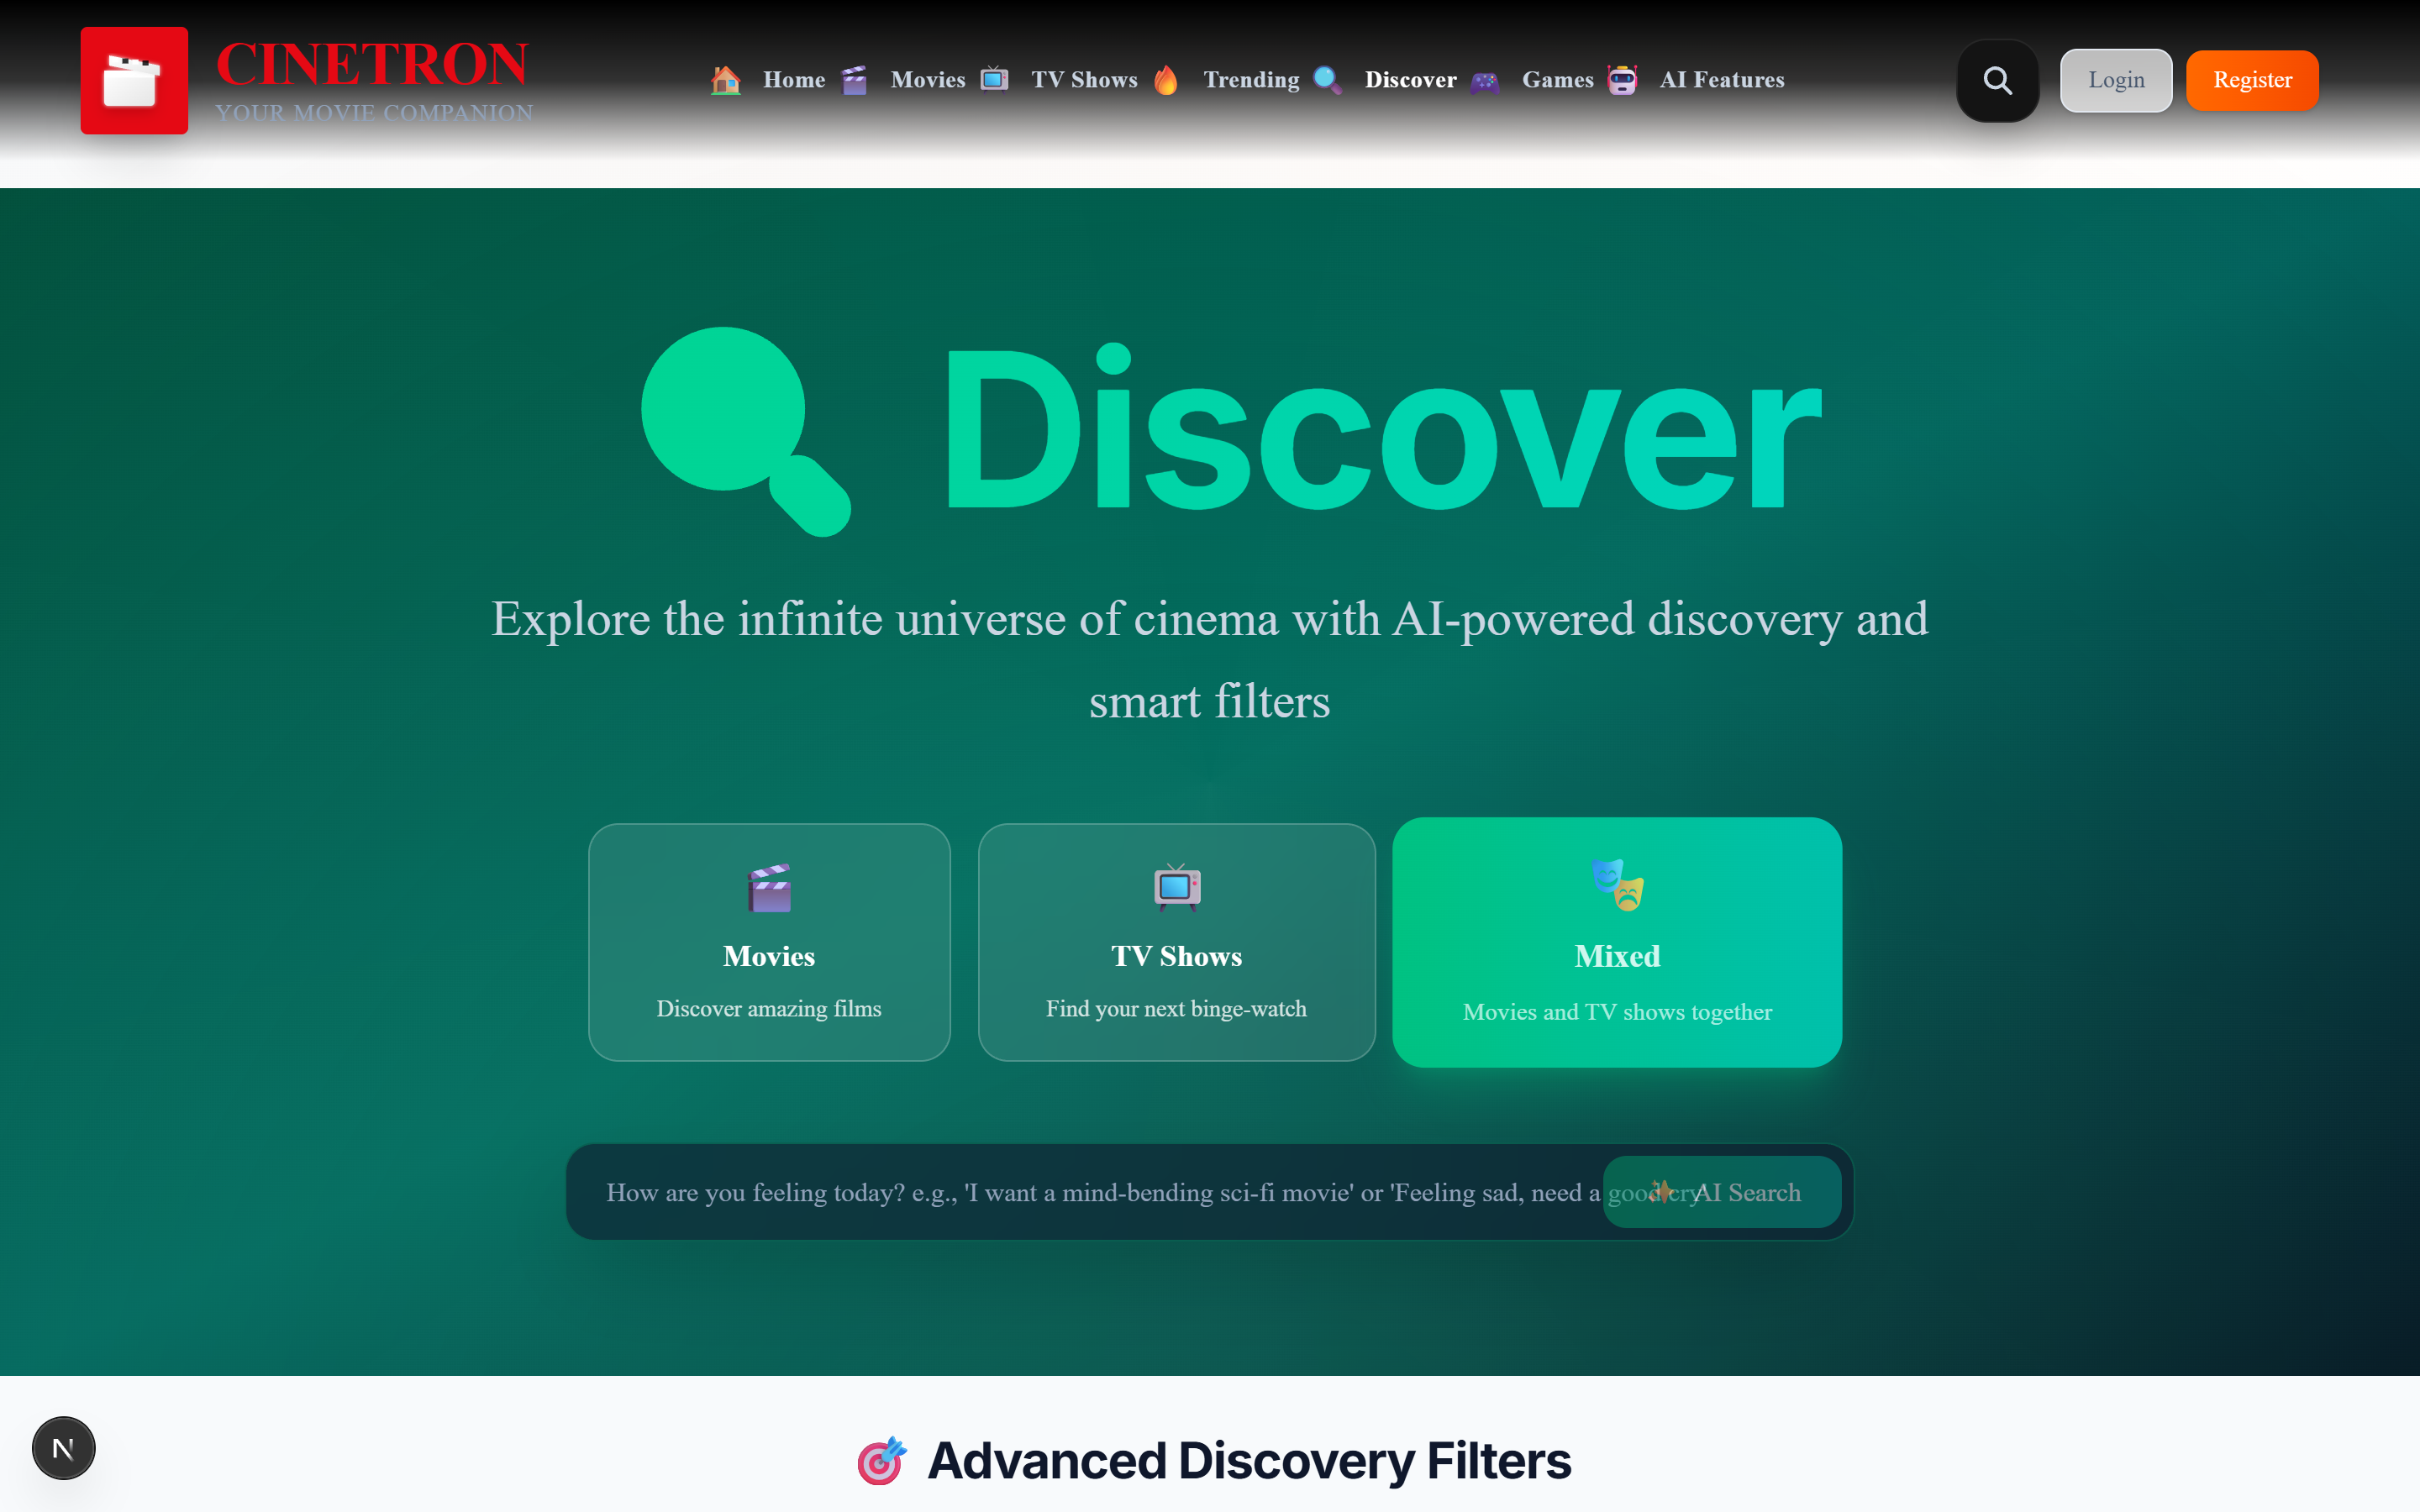 CINETRON
YOUR MOVIE COMPANION
Home Movies TV Shows Trending Discover Games AI Features
Login Register
Discover
Explore the infinite universe of cinema with AI-powered discovery and
smart filters
Movies
Discover amazing films
TV Shows
Find your next binge-watch
Mixed
Movies and TV shows together
How are you feeling today? e.g., 'I want a mind-bending sci-fi movie' or 'Feeling sad, need a good cry'
AI Search
N
Advanced Discovery Filters